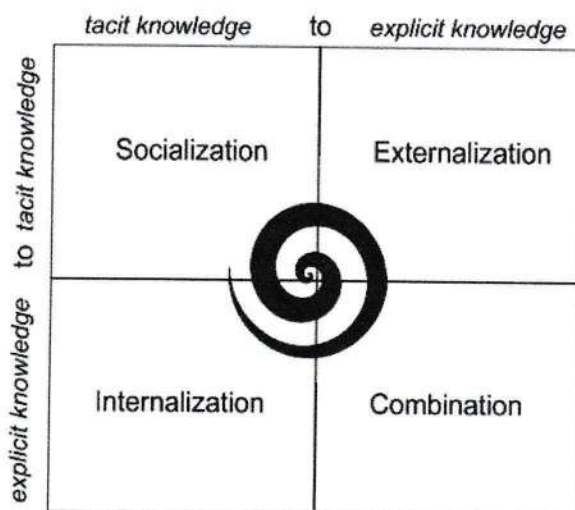 tacit knowledge to explicit knowledge
explicit knowledge to tacit knowledge
Socialization Externalization
Internalization Combination